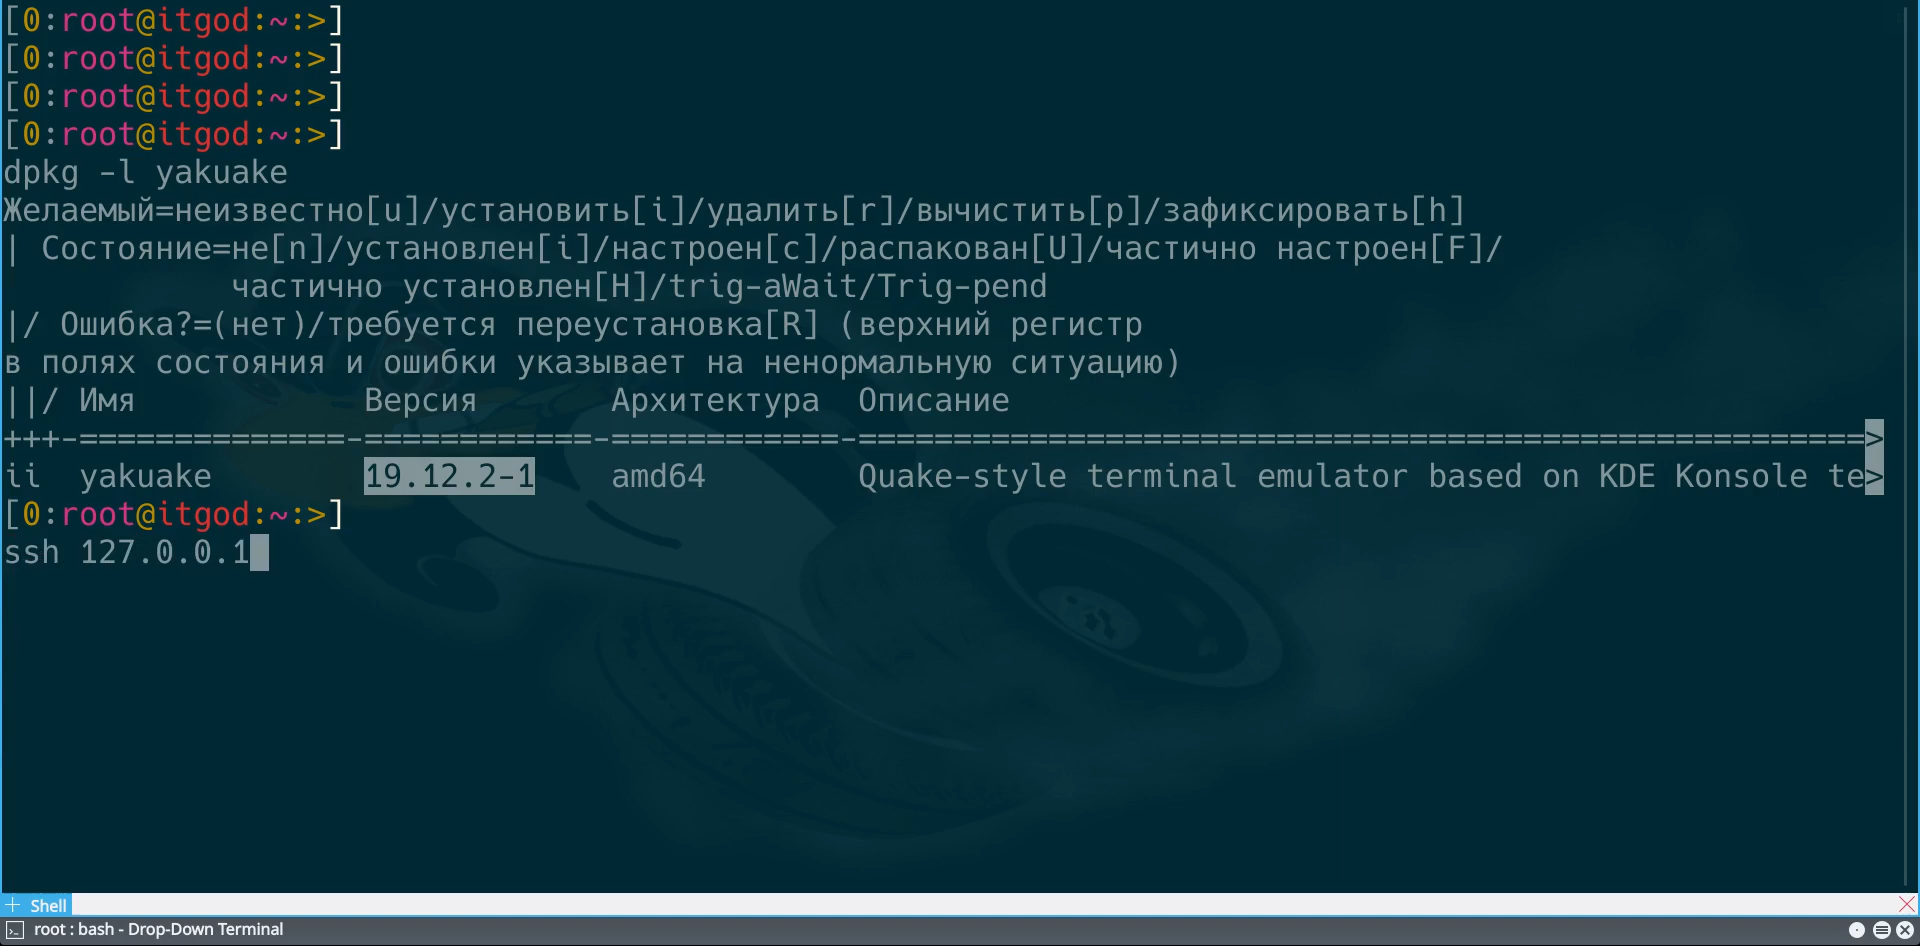 [0:root@itgod:~:>]
[0:root@itgod:~:>]
[0:root@itgod:~:>]
[0:root@itgod:~:>]
dpkg -l yakuake
Желаемый=неизвестно[u]/установить[i]/удалить[r]/вычистить[p]/зафиксировать[h]
| Состояние=не[n]/установлен[i]/настроен[c]/распакован[U]/частично настроен[F]/
            частично установлен[H]/trig-aWait/Trig-pend
|/ Ошибка?=(нет)/требуется переустановка[R] (верхний регистр
в полях состояния и ошибки указывает на ненормальную ситуацию)
||/ Имя            Версия       Архитектура  Описание
+++-==============-============-============-=====================================================>
ii  yakuake        19.12.2-1    amd64        Quake-style terminal emulator based on KDE Konsole te>
[0:root@itgod:~:>]
ssh 127.0.0.1
Shell
root : bash - Drop-Down Terminal